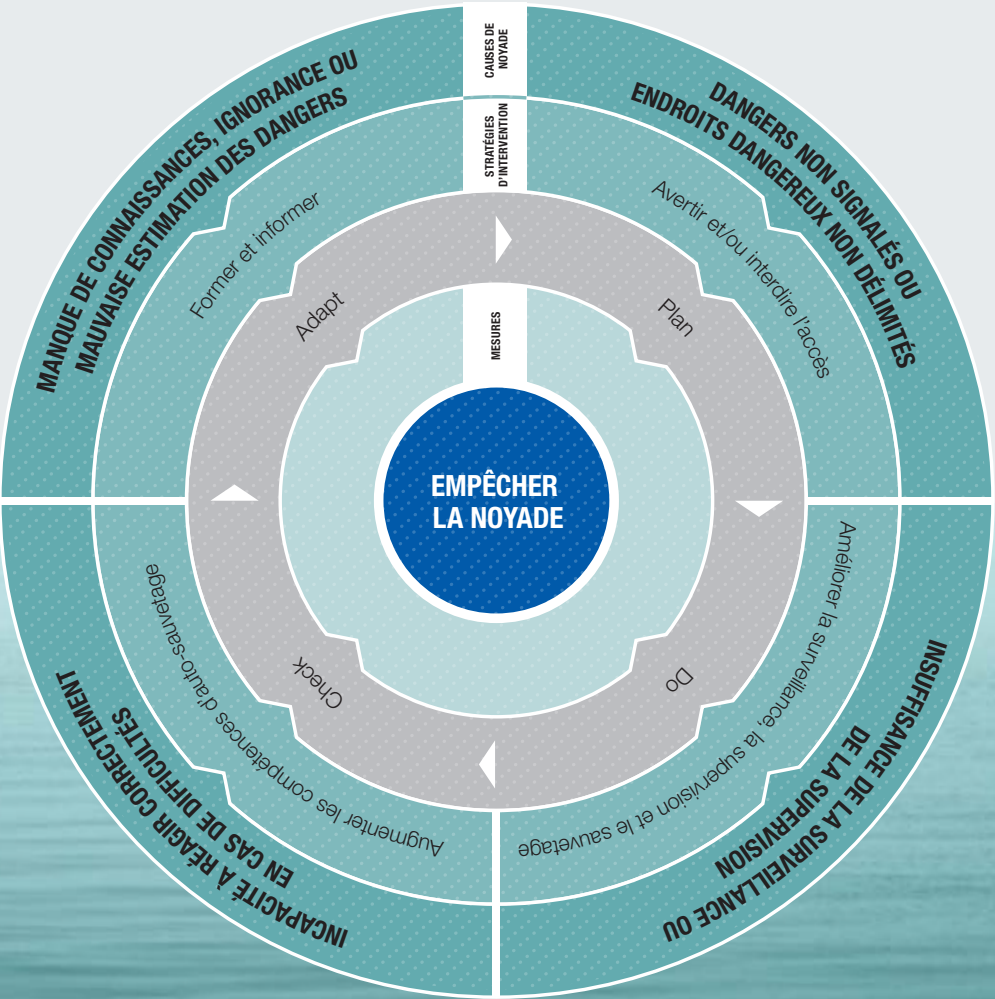 CAUSES DE
NOYADE
STRATÉGIES
D'INTERVENTION
MESURES
EMPÊCHER
LA NOYADE
MANQUE DE CONNAISSANCES, IGNORANCE OU
MAUVAISE ESTIMATION DES DANGERS
Former et informer
Adapt
DANGERS NON SIGNALÉS OU
ENDROITS DANGEREUX NON DÉLIMITÉS
Avertir et/ou interdire l'accès
Plan
INSUFFISANCE DE LA SURVEILLANCE OU
DE LA SUPERVISION
Améliorer la surveillance, la supervision et le sauvetage
Do
INCAPACITÉ À RÉAGIR CORRECTEMENT
EN CAS DE DIFFICULTÉS
Augmenter les compétences d'auto-sauvetage
Check